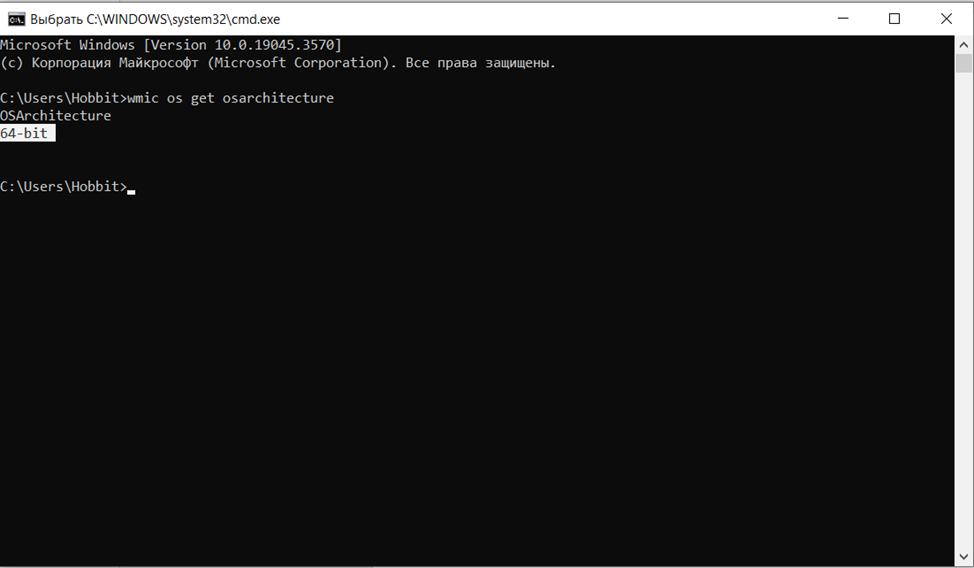 Выбрать C:\WINDOWS\system32\cmd.exe
Microsoft Windows [Version 10.0.19045.3570]
(c) Корпорация Майкрософт (Microsoft Corporation). Все права защищены.
C:\Users\Hobbit>wmic os get osarchitecture
OSArchitecture
64-bit
C:\Users\Hobbit>